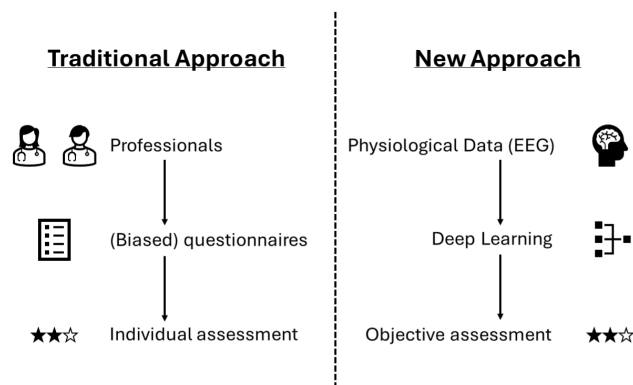 Traditional Approach
Professionals
(Biased) questionnaires
Individual assessment
New Approach
Physiological Data (EEG)
Deep Learning
Objective assessment